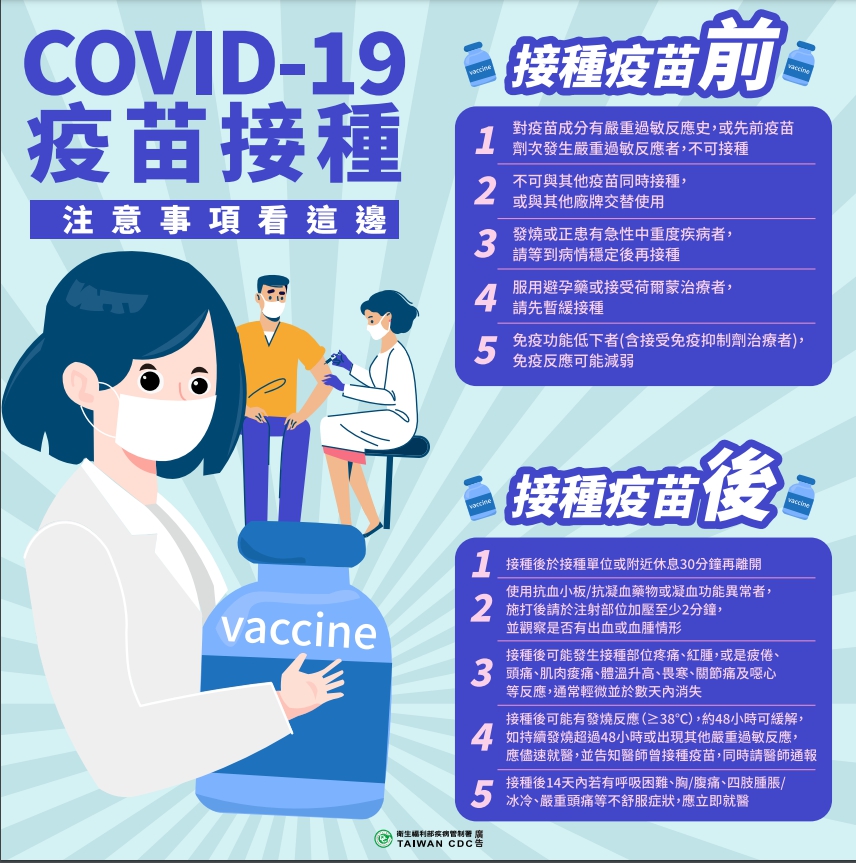 COVID-19
疫苗接種
注意事項看這邊
vaccine
接種疫苗前
vaccine
1
對疫苗成分有嚴重過敏反應史,或先前疫苗
劑次發生嚴重過敏反應者,不可接種
2
不可與其他疫苗同時接種,
或與其他廠牌交替使用
3
發燒或正患有急性中重度疾病者,
請等到病情穩定後再接種
4
服用避孕藥或接受荷爾蒙治療者,
請先暫緩接種
5
免疫功能低下者(含接受免疫抑制劑治療者),
免疫反應可能減弱
vaccine
vaccine
接種疫苗後
vaccine
1
接種後於接種單位或附近休息30分鐘再離開
2
使用抗血小板/抗凝血藥物或凝血功能異常者,
施打後請於注射部位加壓至少2分鐘,
並觀察是否有出血或血腫情形
3
接種後可能發生接種部位疼痛、紅腫,或是疲倦、
頭痛、肌肉痠痛、體溫升高、畏寒、關節痛及噁心
等反應,通常輕微並於數天內消失
4
接種後可能有發燒反應(≥38℃),約48小時可緩解,
如持續發燒超過48小時或出現其他嚴重過敏反應,
應儘速就醫,並告知醫師曾接種疫苗,同時請醫師通報
5
接種後14天內若有呼吸困難、胸/腹痛、四肢腫脹/
冰冷、嚴重頭痛等不舒服症狀,應立即就醫
衛生福利部疾病管制署
TAIWAN CDC
廣告